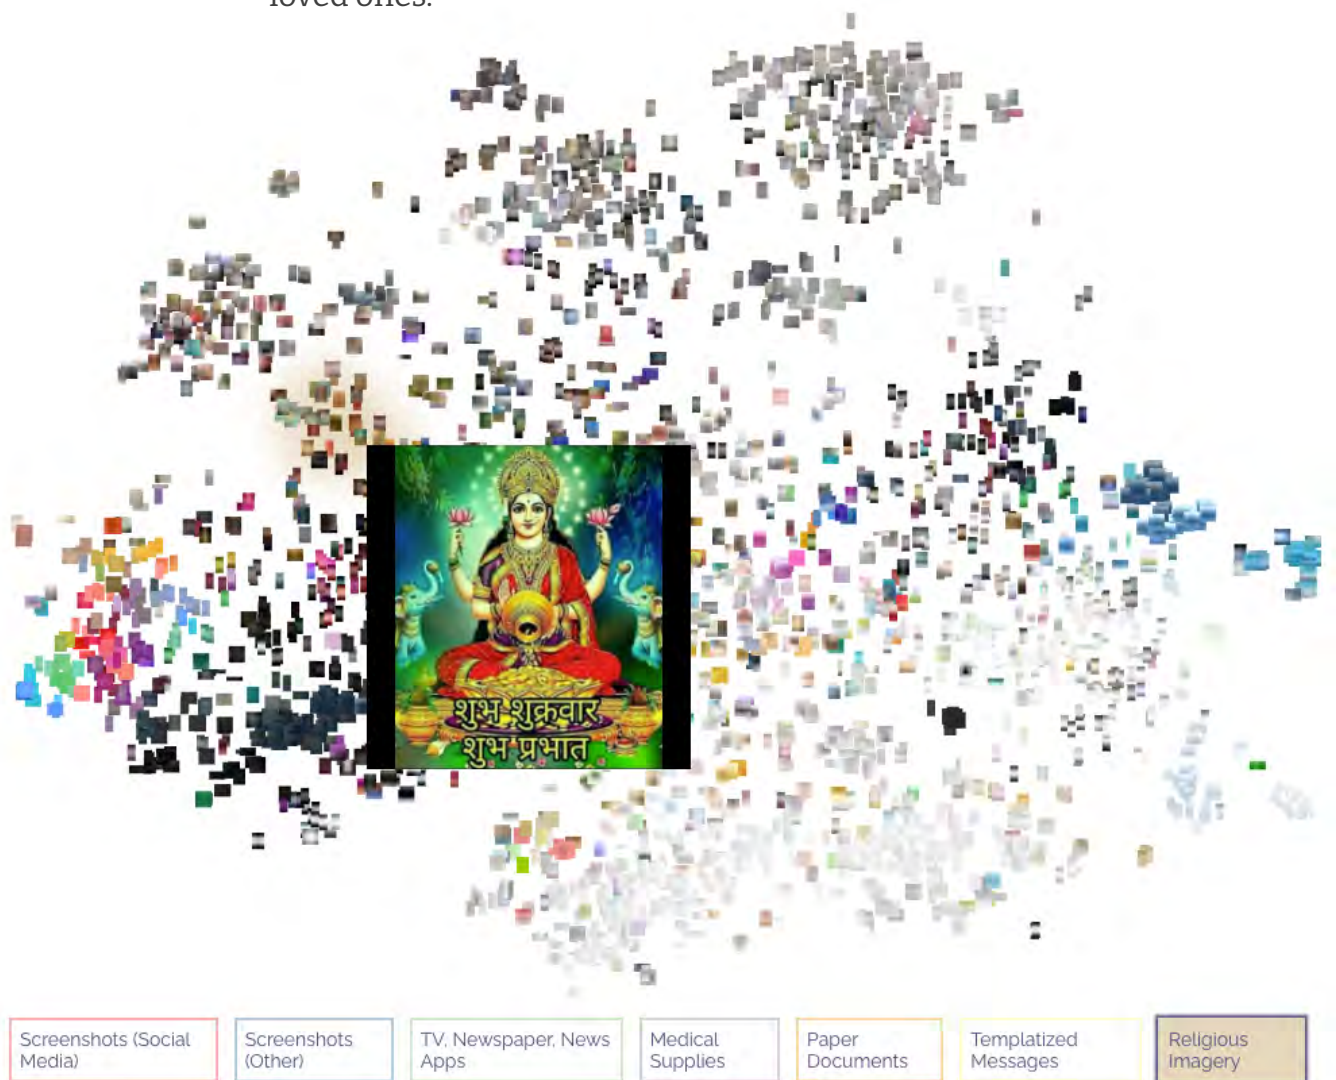 loved ones.
शुभ शुक्रवार
शुभ प्रभात
Screenshots (Social
Media)
Screenshots
(Other)
TV, Newspaper, News
Apps
Medical
Supplies
Paper
Documents
Templatized
Messages
Religious
Imagery